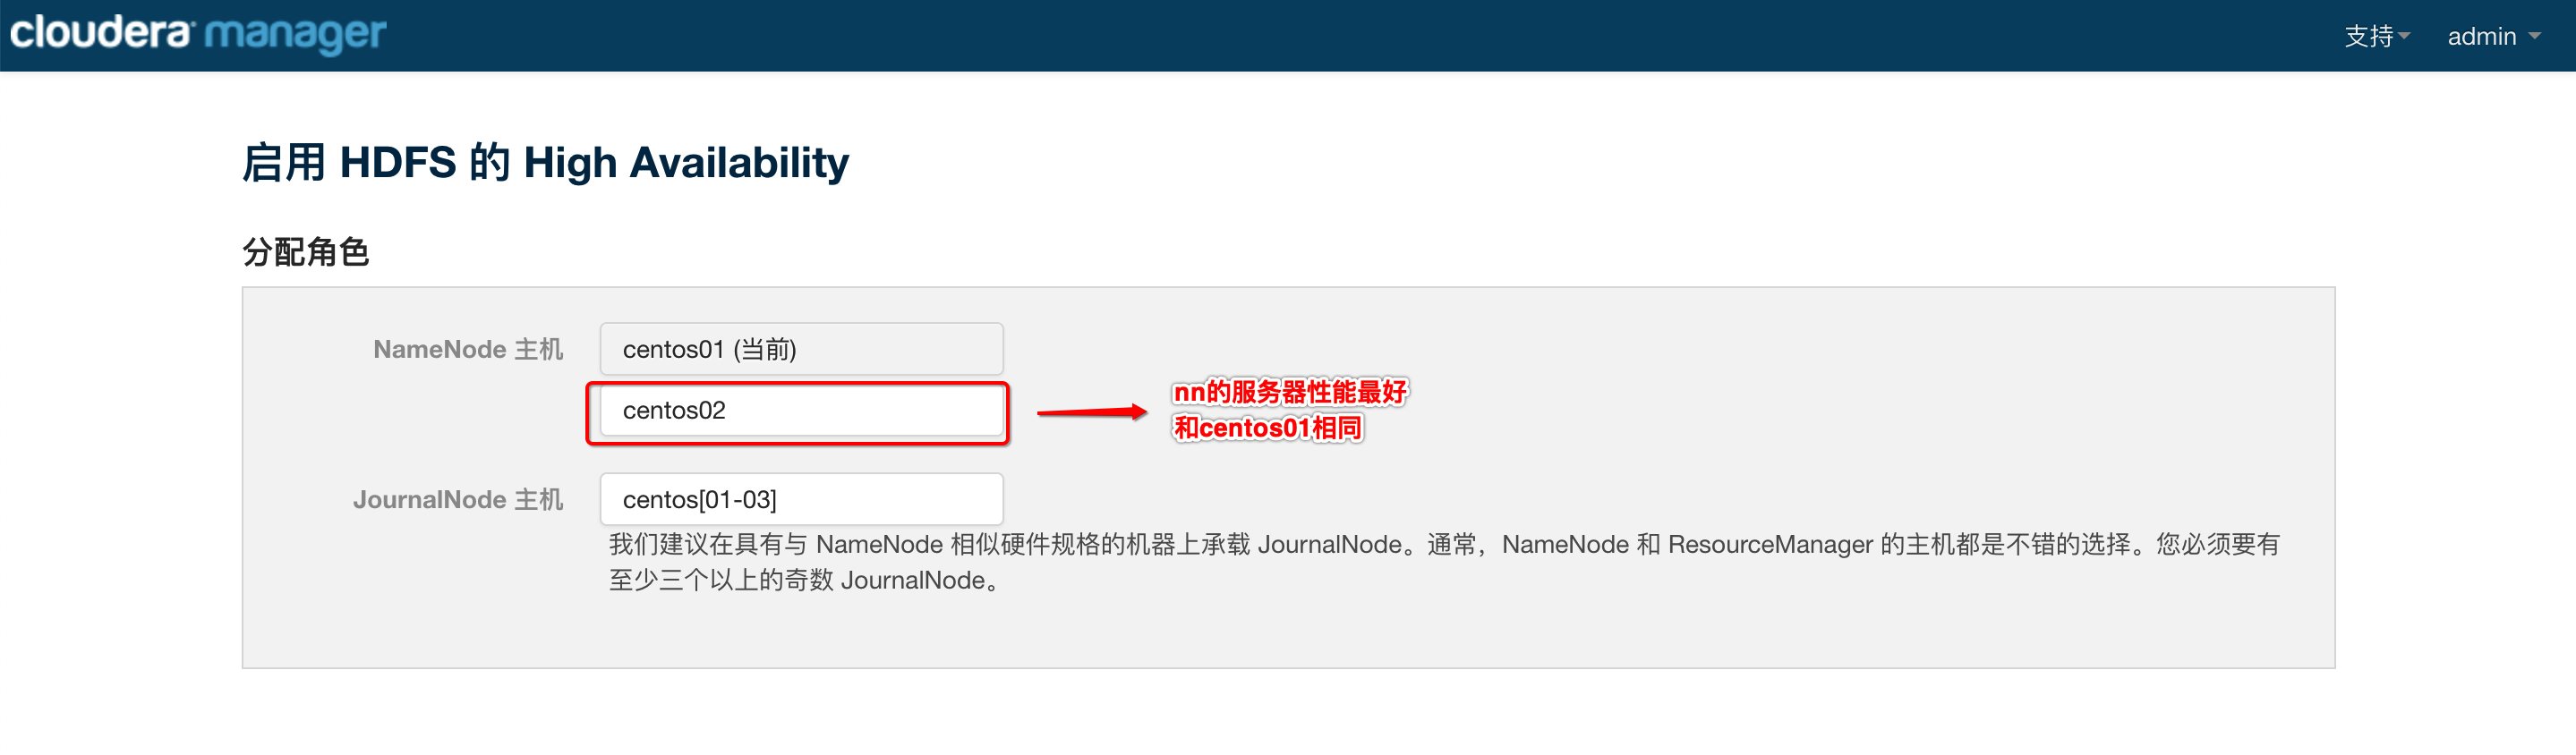 cloudera manager
支持 admin
启用 HDFS 的 High Availability
分配角色
NameNode 主机 centos01 (当前)
centos02
nn的服务器性能最好
和centos01相同
JournalNode 主机 centos[01-03]
我们建议在具有与 NameNode 相似硬件规格的机器上承载 JournalNode。通常，NameNode 和 ResourceManager 的主机都是不错的选择。您必须要有
至少三个以上的奇数 JournalNode。